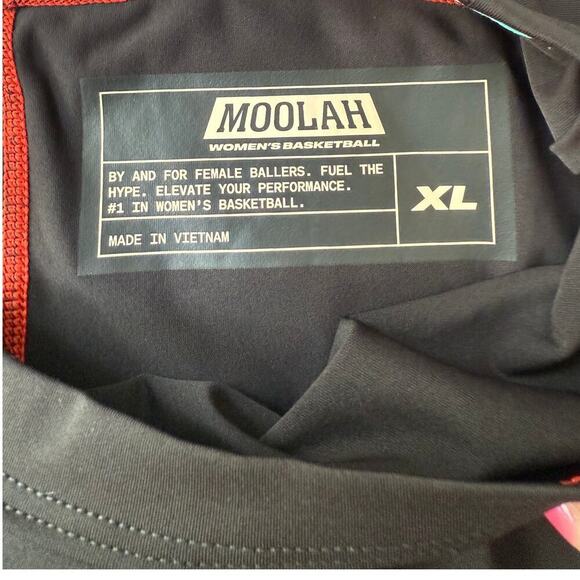 MOOLAH
WOMEN'S BASKETBALL
BY AND FOR FEMALE BALLERS. FUEL THE
HYPE. ELEVATE YOUR PERFORMANCE.
#1 IN WOMEN'S BASKETBALL.
XL
MADE IN VIETNAM